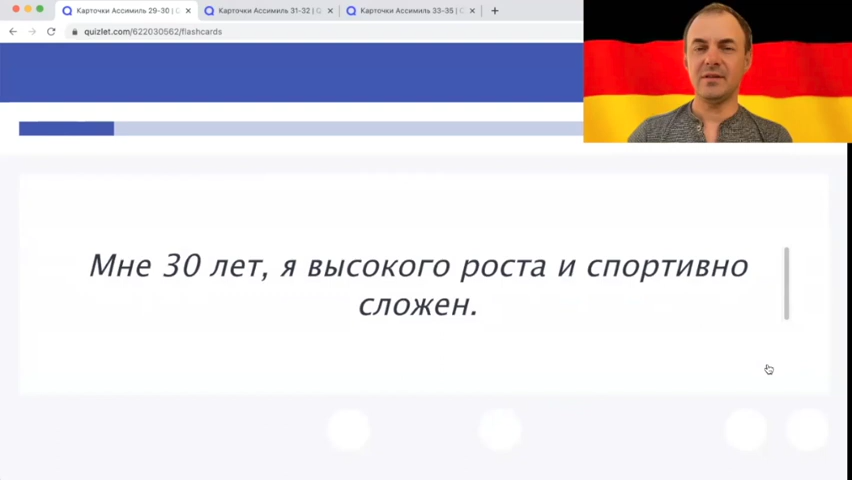 Карточки Ассимиль 29-30 |
Карточки Ассимиль 31-32 |
Карточки Ассимиль 33-35 |
quizlet.com/622030562/flashcards
Мне 30 лет, я высокого роста и спортивно
сложен.